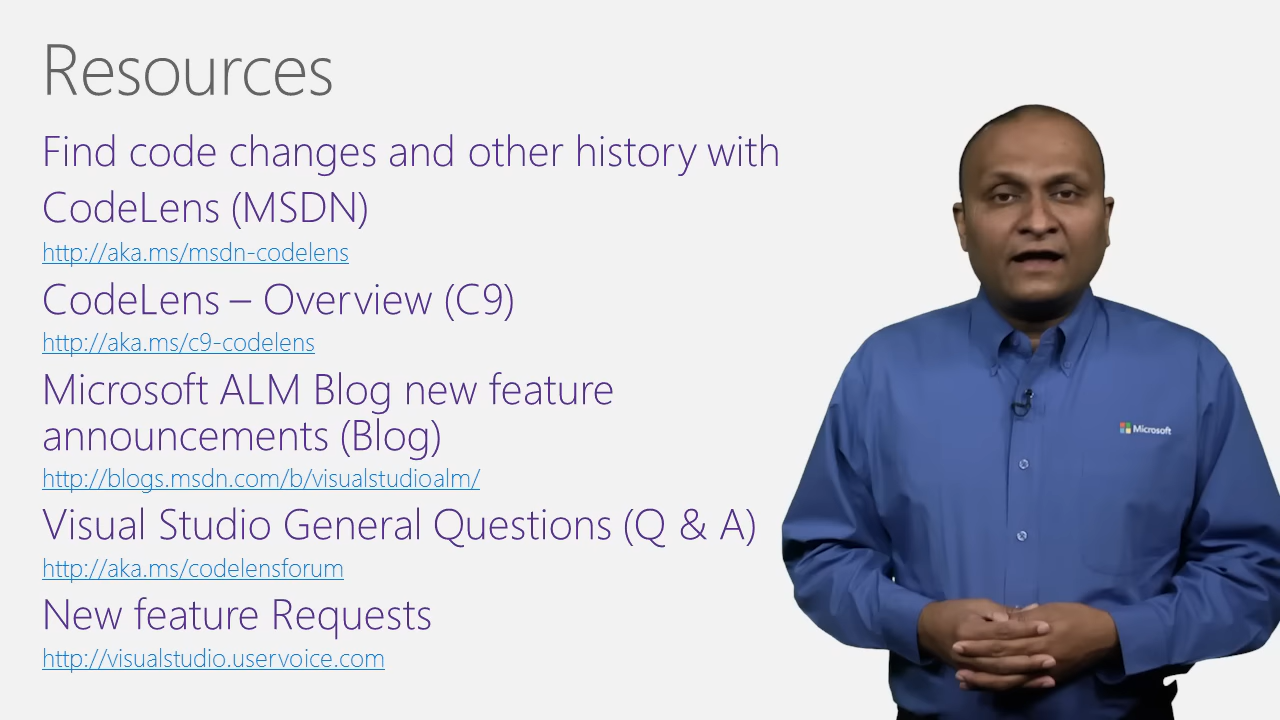 Resources
Find code changes and other history with
CodeLens (MSDN)
http://aka.ms/msdn-codelens
CodeLens – Overview (C9)
http://aka.ms/c9-codelens
Microsoft ALM Blog new feature
announcements (Blog)
http://blogs.msdn.com/b/visualstudioalm/
Visual Studio General Questions (Q & A)
http://aka.ms/codelensforum
New feature Requests
http://visualstudio.uservoice.com
Microsoft